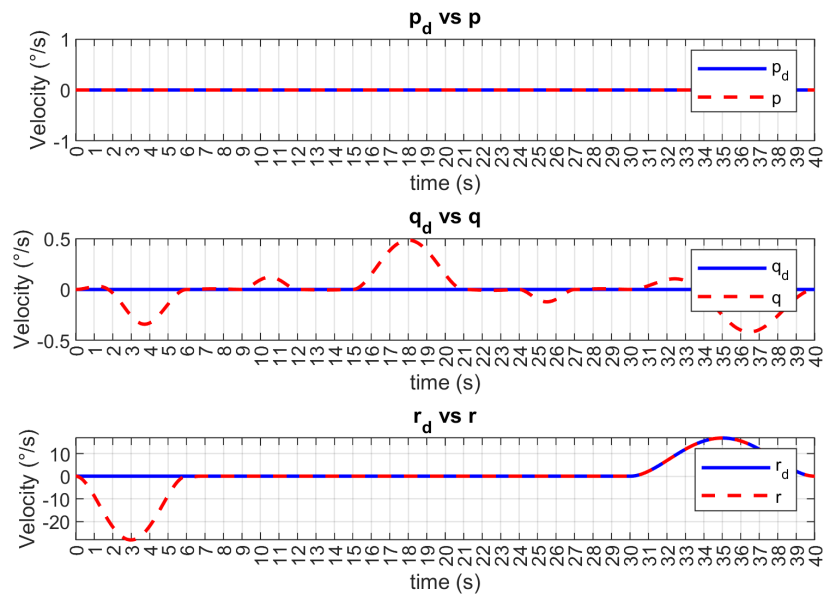 p_d vs p
Velocity (°/s)
1
0
-1
p_d
p
0 1 2 3 4 5 6 7 8 9 10 11 12 13 14 15 16 17 18 19 20 21 22 23 24 25 26 27 28 29 30 31 32 33 34 35 36 37 38 39 40
time (s)
q_d vs q
Velocity (°/s)
0.5
0
-0.5
q_d
q
0 1 2 3 4 5 6 7 8 9 10 11 12 13 14 15 16 17 18 19 20 21 22 23 24 25 26 27 28 29 30 31 32 33 34 35 36 37 38 39 40
time (s)
r_d vs r
Velocity (°/s)
10
0
-10
-20
r_d
r
0 1 2 3 4 5 6 7 8 9 10 11 12 13 14 15 16 17 18 19 20 21 22 23 24 25 26 27 28 29 30 31 32 33 34 35 36 37 38 39 40
time (s)